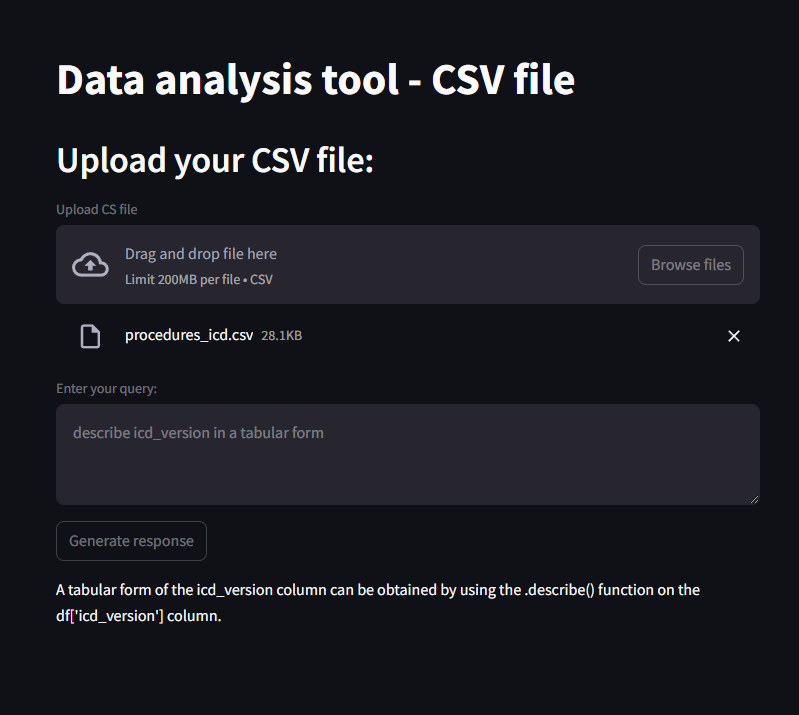 Data analysis tool - CSV file
Upload your CSV file:
Upload CS file
Drag and drop file here
Limit 200MB per file • CSV
Browse files
procedures_icd.csv 28.1KB
Enter your query:
describe icd_version in a tabular form
Generate response
A tabular form of the icd_version column can be obtained by using the .describe() function on the
df['icd_version'] column.